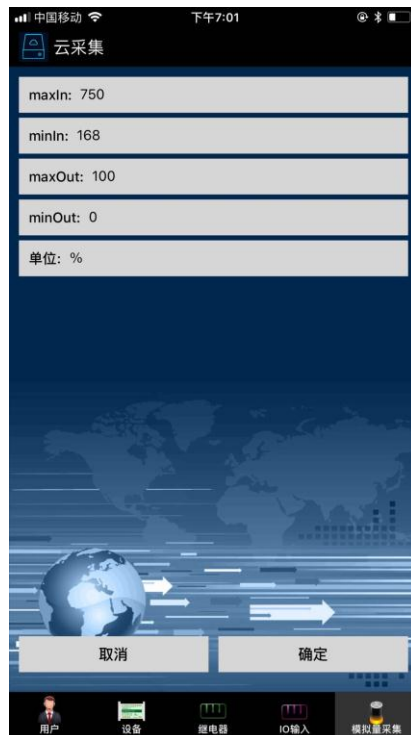 中国移动
下午7:01
云采集
maxIn: 750
minIn: 168
maxOut: 100
minOut: 0
单位: %
取消
确定
用户
设备
继电器
IO输入
模拟量采集